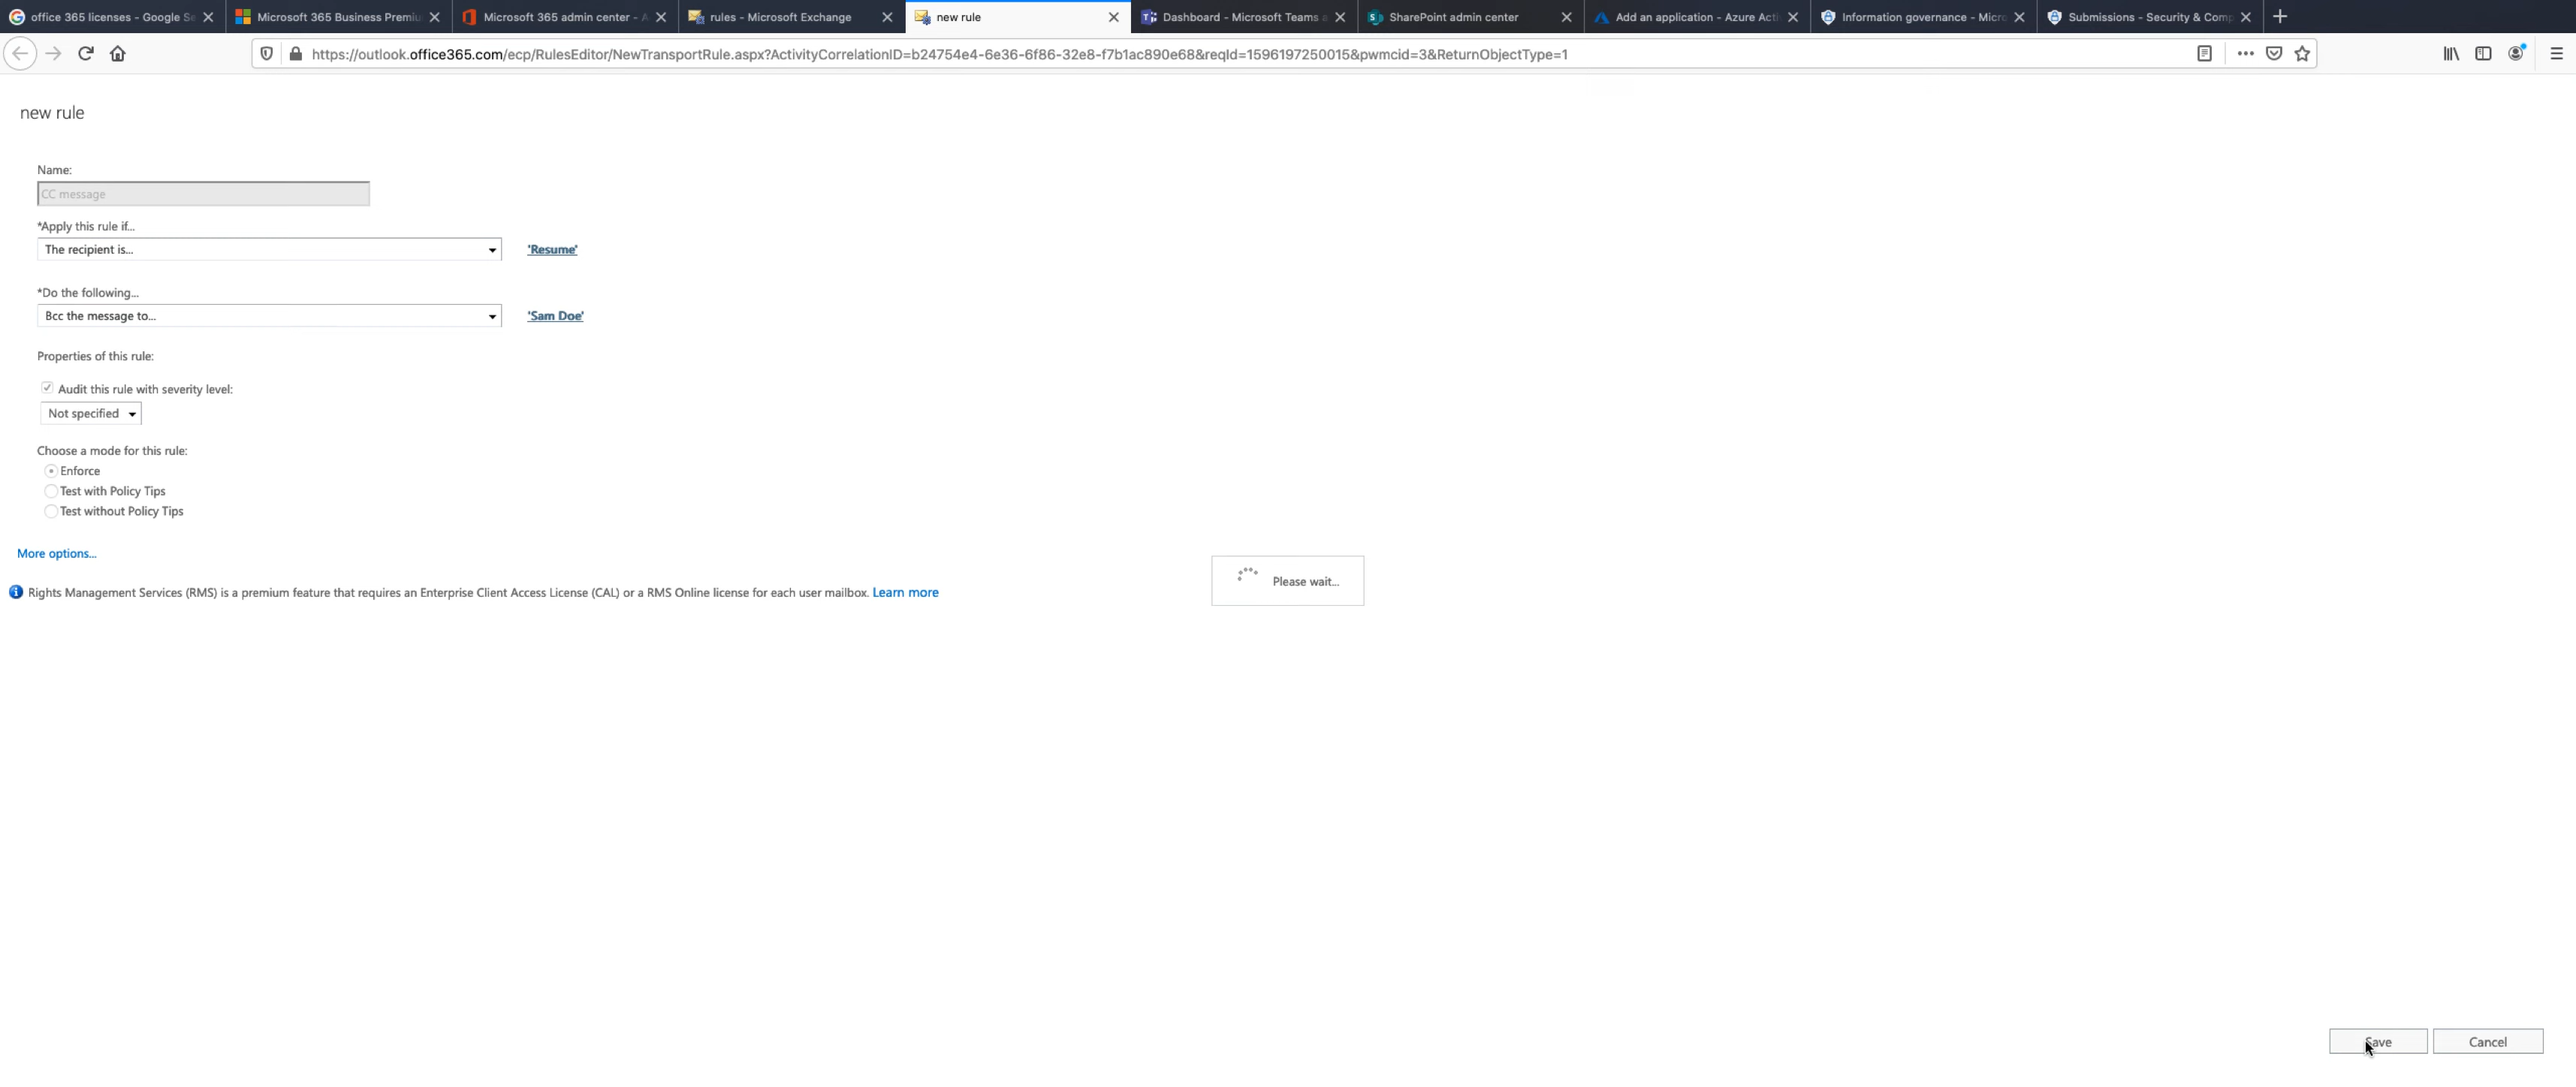 office 365 licenses - Google Se
Microsoft 365 Business Premiu
Microsoft 365 admin center - A
rules - Microsoft Exchange
new rule
Dashboard - Microsoft Teams a
SharePoint admin center
Add an application - Azure Acti
Information governance - Micro
Submissions - Security & Comp
https://outlook.office365.com/ecp/RulesEditor/NewTransportRule.aspx?ActivityCorrelationID=b24754e4-6e36-6f86-32e8-f7b1ac890e68&reqId=1596197250015&pwmcid=3&ReturnObjectType=1
new rule
Name:
CC message
*Apply this rule if...
The recipient is...
'Resume'
*Do the following...
Bcc the message to...
'Sam Doe'
Properties of this rule:
Audit this rule with severity level:
Not specified
Choose a mode for this rule:
Enforce
Test with Policy Tips
Test without Policy Tips
More options...
Please wait...
Rights Management Services (RMS) is a premium feature that requires an Enterprise Client Access License (CAL) or a RMS Online license for each user mailbox. Learn more
Save
Cancel